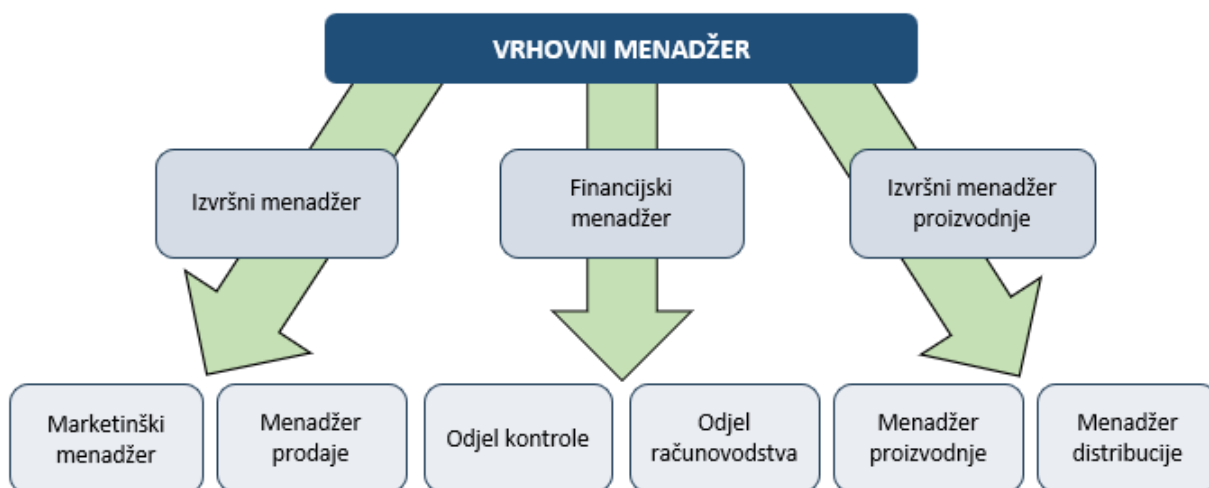 VRHOVNI MENADŽER
Izvršni menadžer
Financijski
menadžer
Izvršni menadžer
proizvodnje
Marketinški
menadžer
Menadžer
prodaje
Odjel kontrole
Odjel
računovodstva
Menadžer
proizvodnje
Menadžer
distribucije